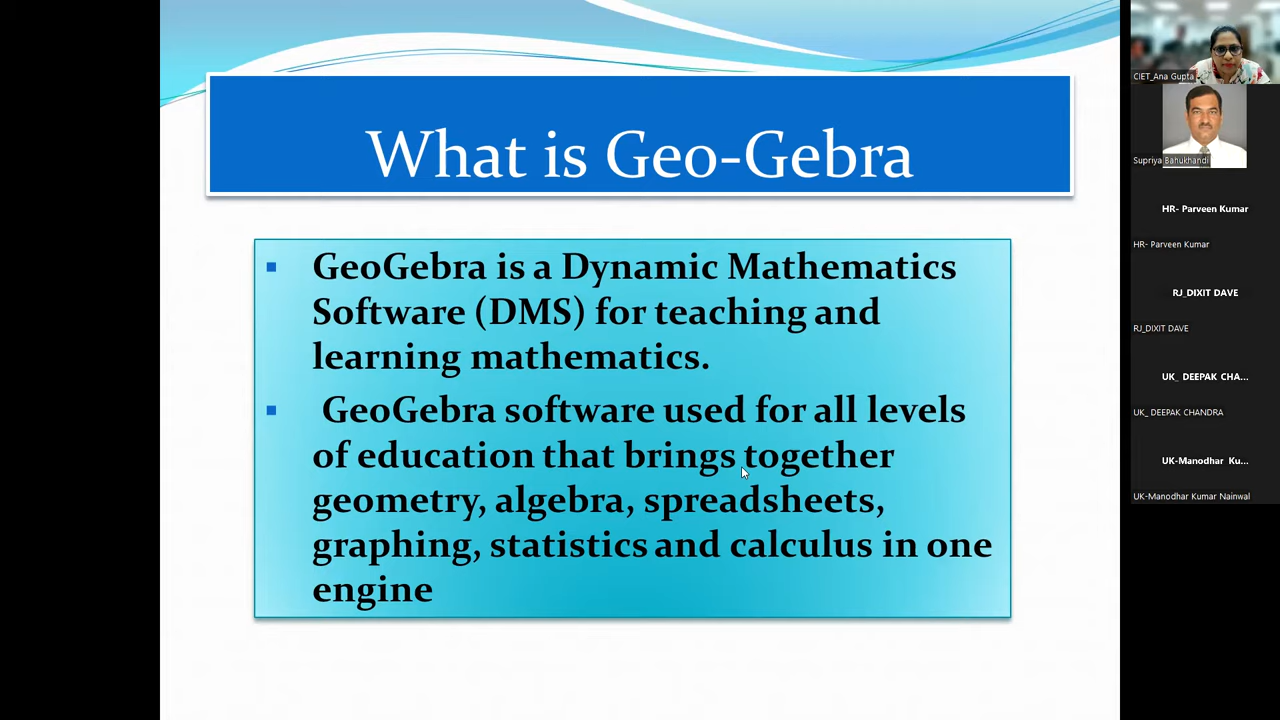 What is Geo-Gebra
GeoGebra is a Dynamic Mathematics
Software (DMS) for teaching and
learning mathematics.
GeoGebra software used for all levels
of education that brings together
geometry, algebra, spreadsheets,
graphing, statistics and calculus in one
engine
CIET_Ana Gupta
Supriya Bahukhandi
HR- Parveen Kumar
HR- Parveen Kumar
RJ_DIXIT DAVE
RJ_DIXIT DAVE
UK_ DEEPAK CHA...
UK_ DEEPAK CHANDRA
UK-Manodhar Ku...
UK-Manodhar Kumar Nainwal